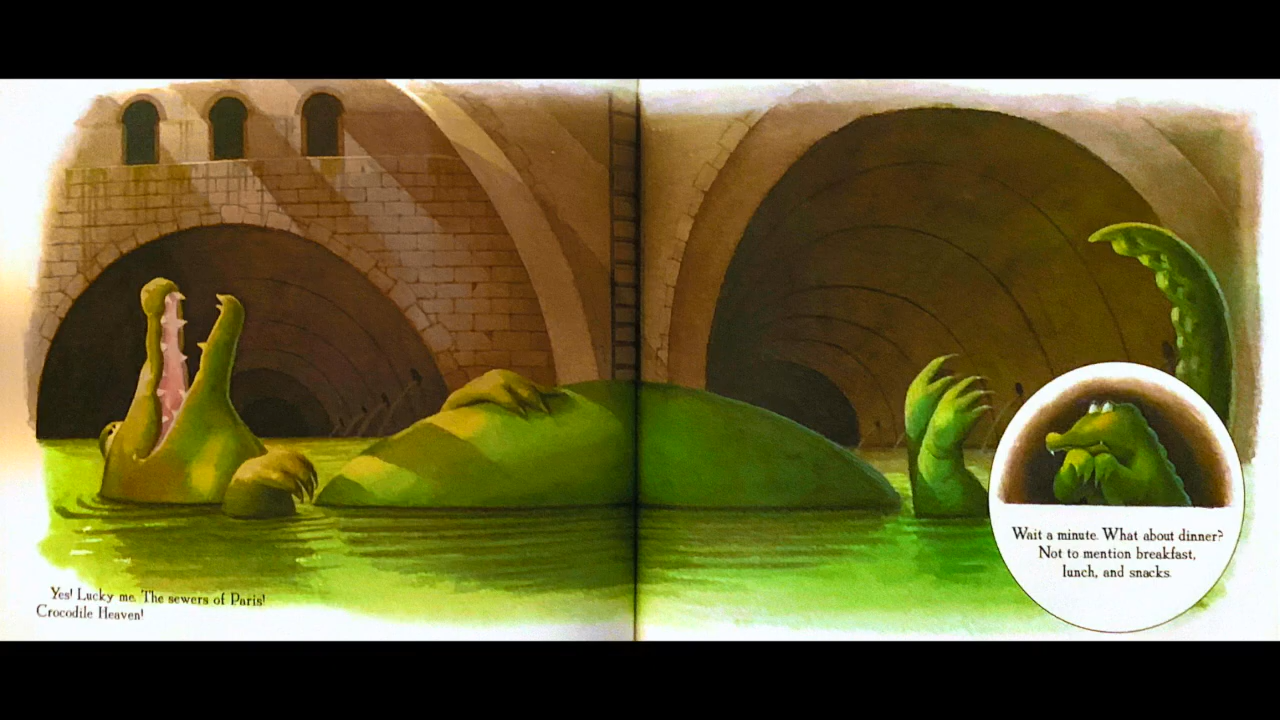 Yes! Lucky me. The sewers of Paris!
Crocodile Heaven!
Wait a minute. What about dinner?
Not to mention breakfast,
lunch, and snacks.